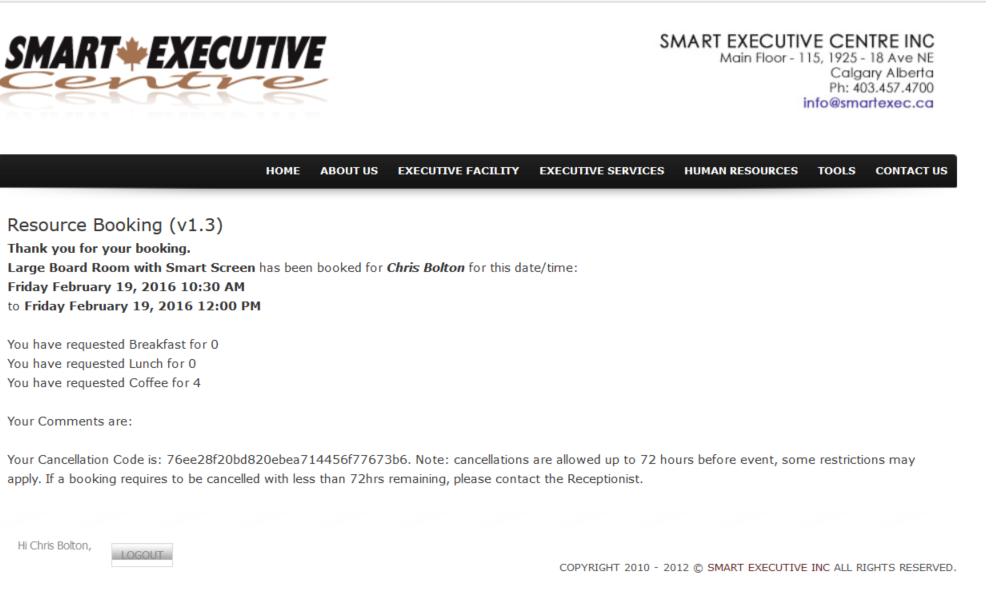 SMART EXECUTIVE
Centre
SMART EXECUTIVE CENTRE INC
Main Floor - 115, 1925 - 18 Ave NE
Calgary Alberta
Ph: 403.457.4700
info@smartexec.ca
HOME ABOUT US EXECUTIVE FACILITY EXECUTIVE SERVICES HUMAN RESOURCES TOOLS CONTACT US
Resource Booking (v1.3)
Thank you for your booking.
Large Board Room with Smart Screen has been booked for Chris Bolton for this date/time:
Friday February 19, 2016 10:30 AM
to Friday February 19, 2016 12:00 PM
You have requested Breakfast for 0
You have requested Lunch for 0
You have requested Coffee for 4
Your Comments are:
Your Cancellation Code is: 76ee28f20bd820ebea714456f77673b6. Note: cancellations are allowed up to 72 hours before event, some restrictions may
apply. If a booking requires to be cancelled with less than 72hrs remaining, please contact the Receptionist.
Hi Chris Bolton,
LOGOUT
COPYRIGHT 2010 - 2012 © SMART EXECUTIVE INC ALL RIGHTS RESERVED.